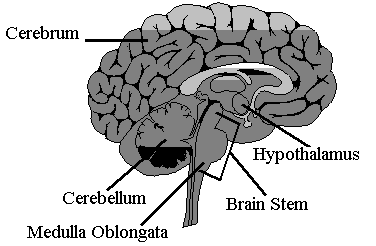 Cerebrum
Hypothalamus
Cerebellum
Brain Stem
Medulla Oblongata